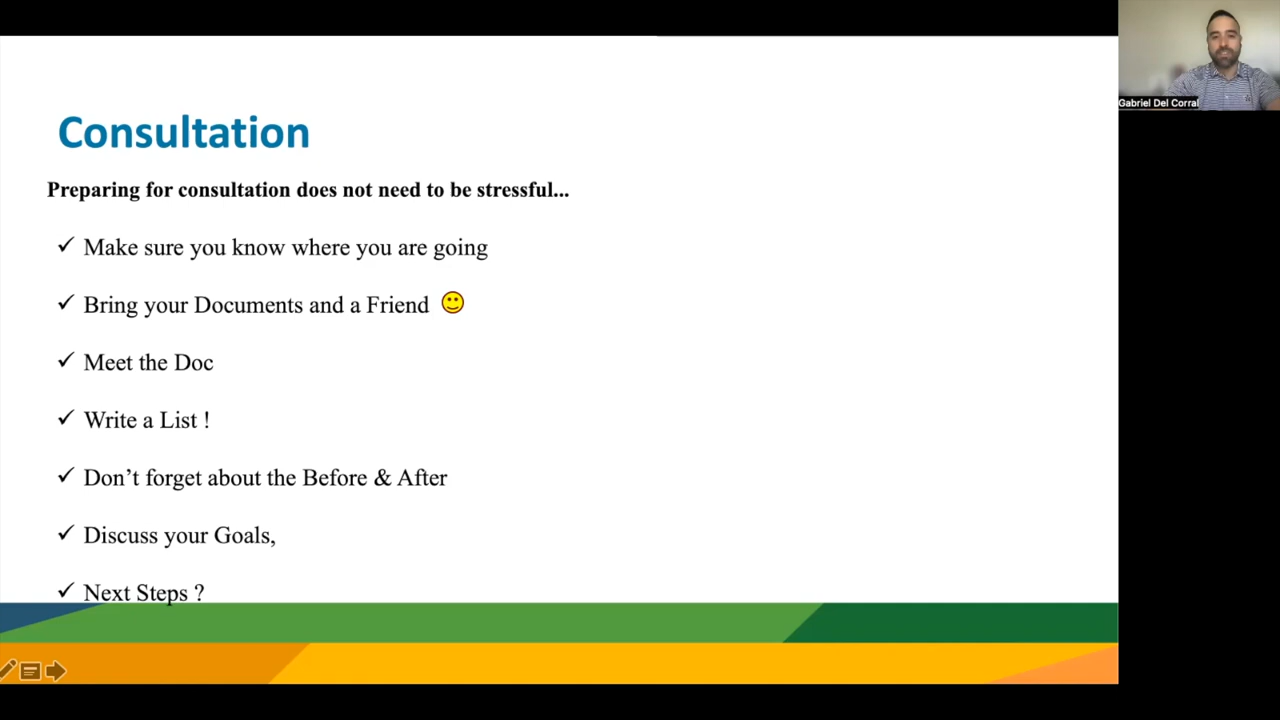 Gabriel Del Corral
Consultation
Preparing for consultation does not need to be stressful...
✓ Make sure you know where you are going
✓ Bring your Documents and a Friend 🙂
✓ Meet the Doc
✓ Write a List !
✓ Don’t forget about the Before & After
✓ Discuss your Goals,
✓ Next Steps ?